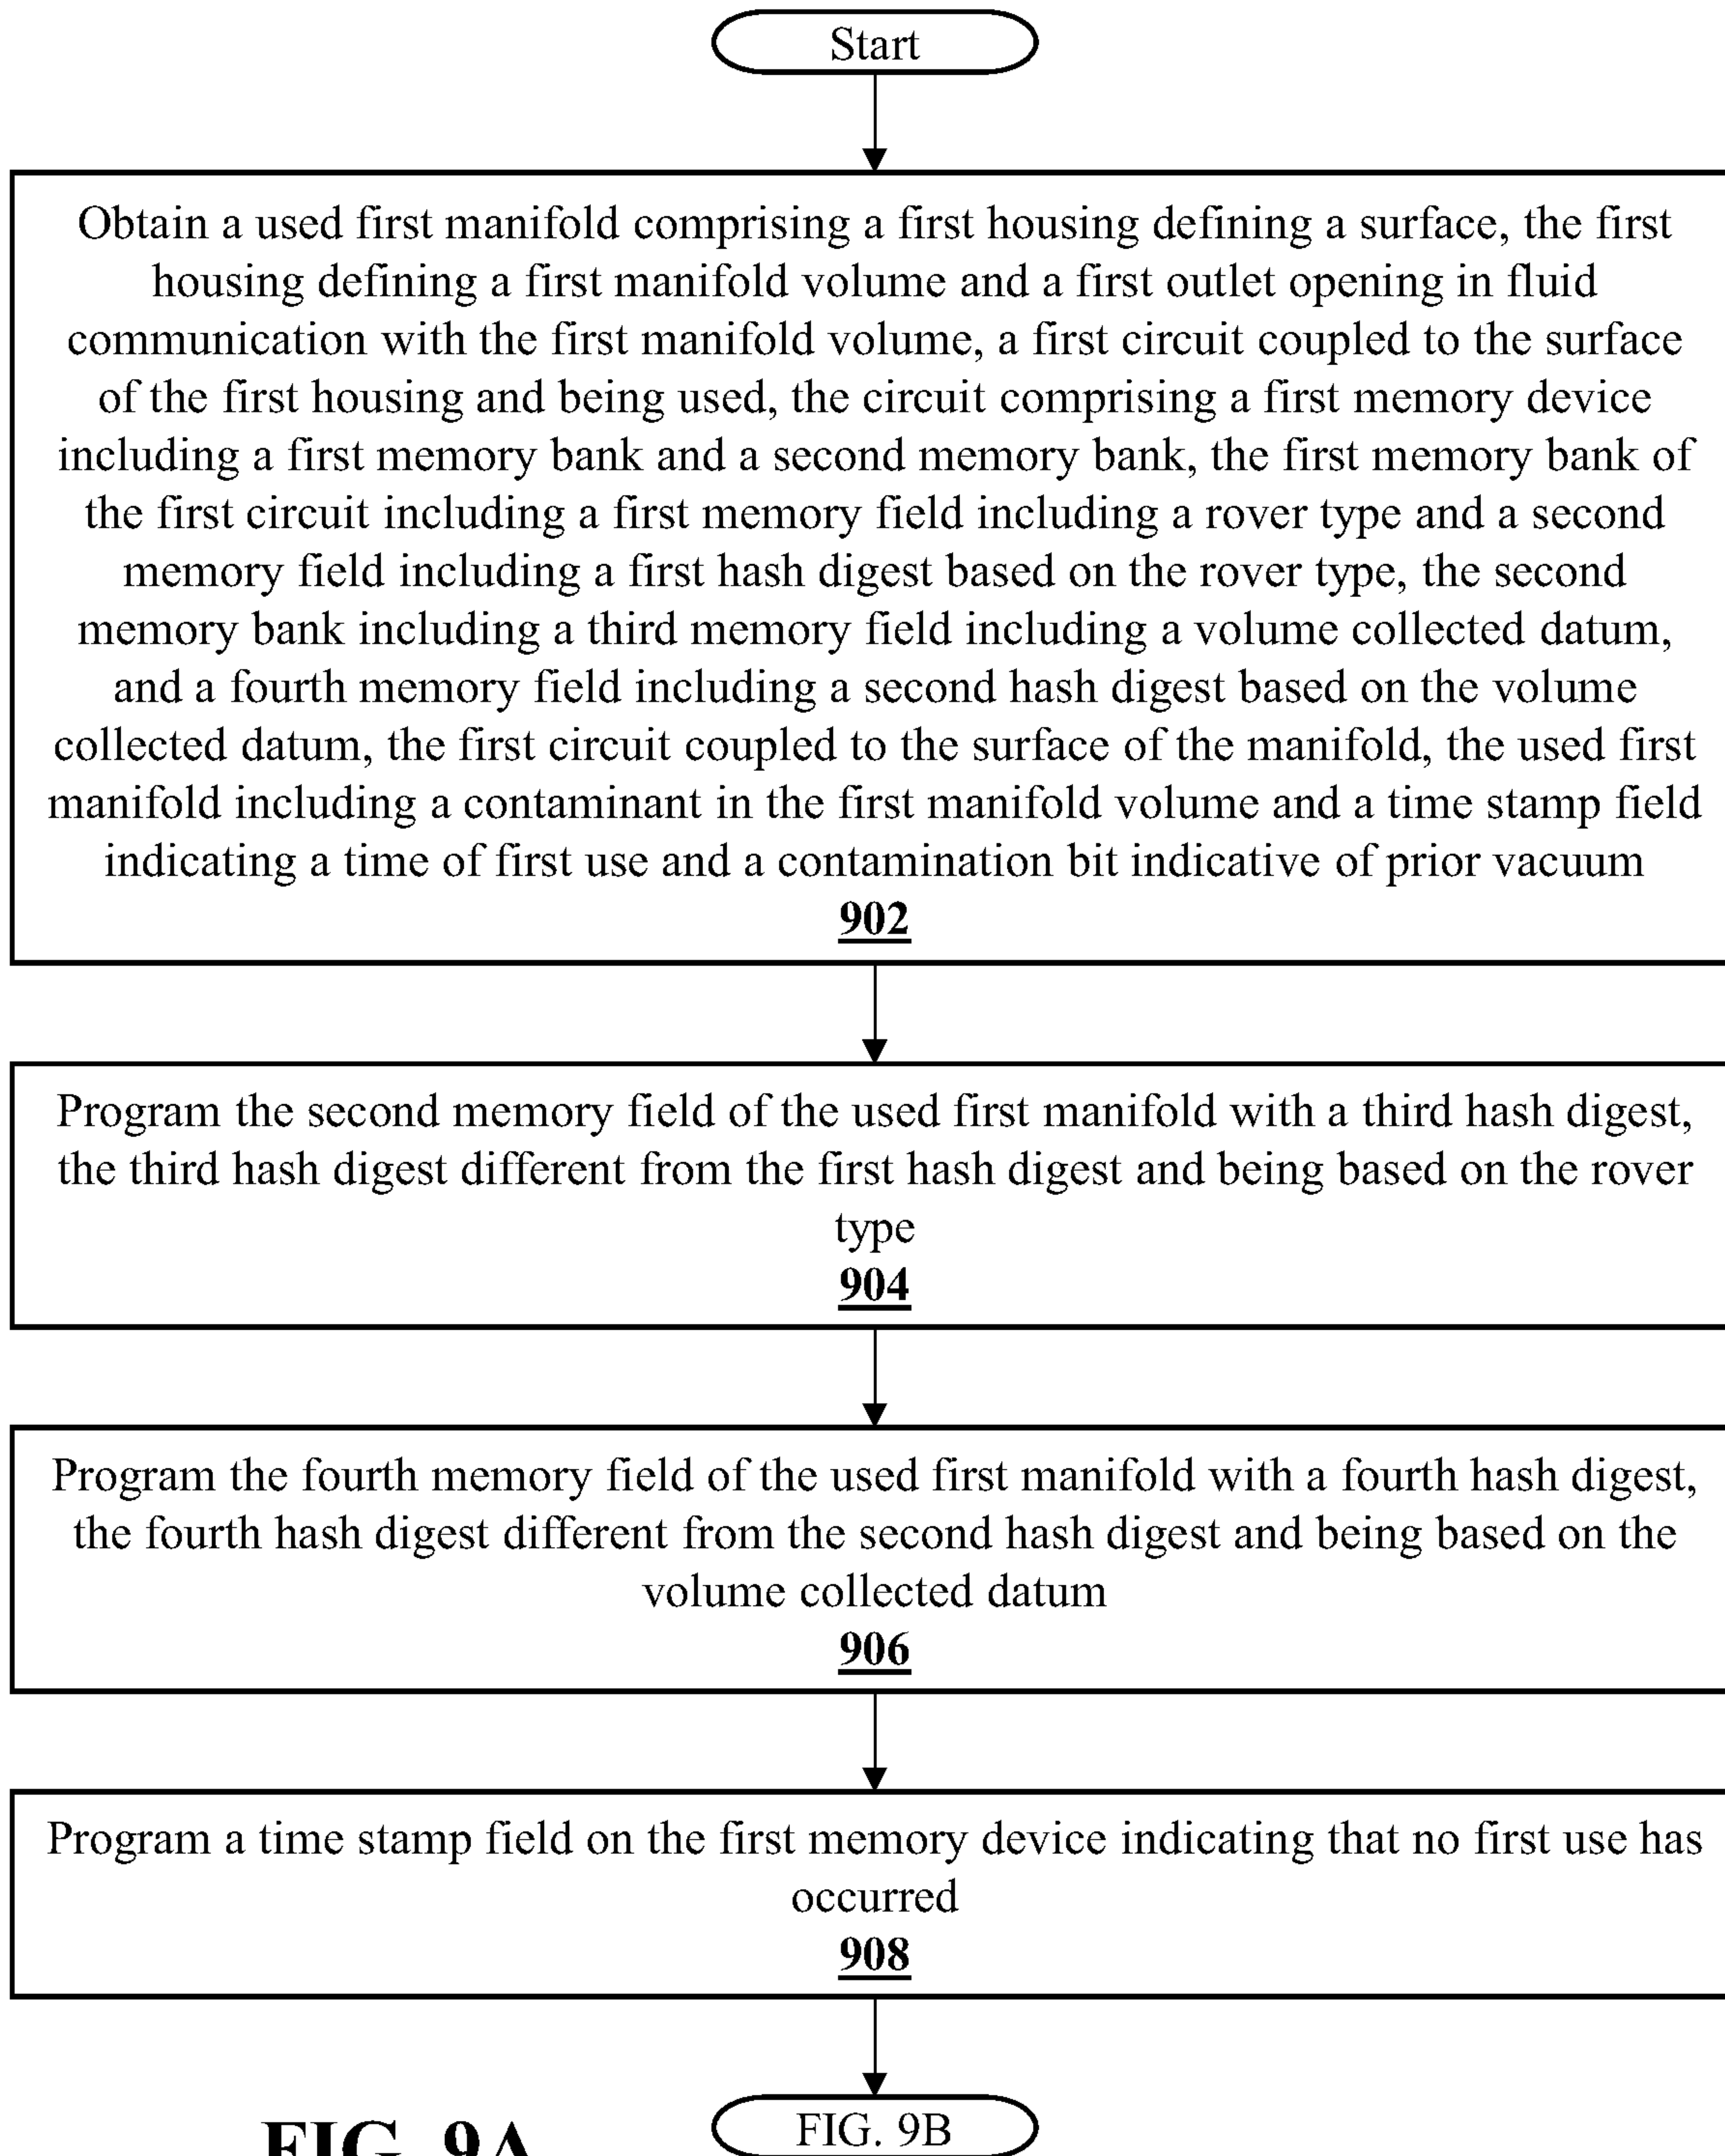 Start
Obtain a used first manifold comprising a first housing defining a surface, the first
housing defining a first manifold volume and a first outlet opening in fluid
communication with the first manifold volume, a first circuit coupled to the surface
of the first housing and being used, the circuit comprising a first memory device
including a first memory bank and a second memory bank, the first memory bank of
the first circuit including a first memory field including a rover type and a second
memory field including a first hash digest based on the rover type, the second
memory bank including a third memory field including a volume collected datum,
and a fourth memory field including a second hash digest based on the volume
collected datum, the first circuit coupled to the surface of the manifold, the used first
manifold including a contaminant in the first manifold volume and a time stamp field
indicating a time of first use and a contamination bit indicative of prior vacuum
902
Program the second memory field of the used first manifold with a third hash digest,
the third hash digest different from the first hash digest and being based on the rover
type
904
Program the fourth memory field of the used first manifold with a fourth hash digest,
the fourth hash digest different from the second hash digest and being based on the
volume collected datum
906
Program a time stamp field on the first memory device indicating that no first use has
occurred
908
FIG. 9B
FIG. 9A